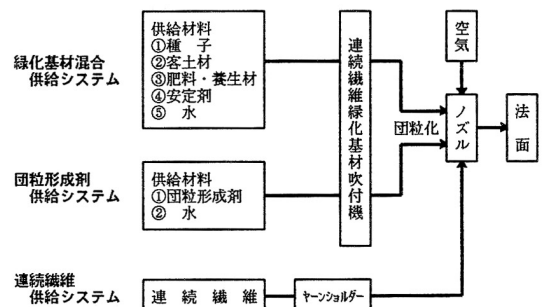 緑化基材混合
供給システム
供給材料
①種 子
②客土材
③肥料・養生材
④安定剤
⑤ 水
連続繊維緑化基材吹付機
空気
団粒化
ノズル
法面
団粒形成剤
供給システム
供給材料
①団粒形成剤
② 水
連続繊維
供給システム
連 続 繊 維
ヤーンショルダー